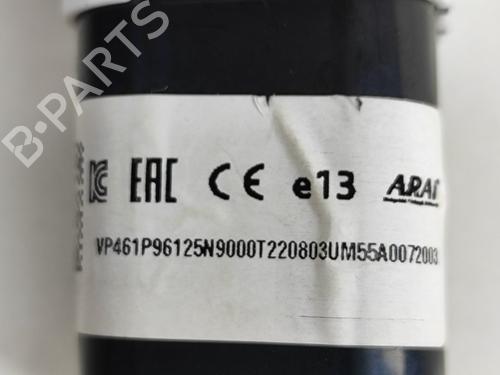 B-PARTS
EAC CE e13 ARAI
VP461P96125N9000T220803UM55A0072003